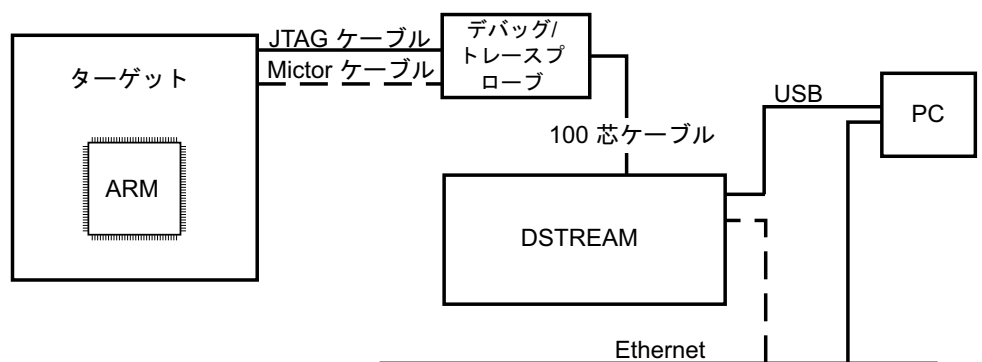 ターゲット
ARM
JTAG ケーブル
Mictor ケーブル
デバッグ/
トレースプ
ローブ
100 芯ケーブル
DSTREAM
USB
PC
Ethernet